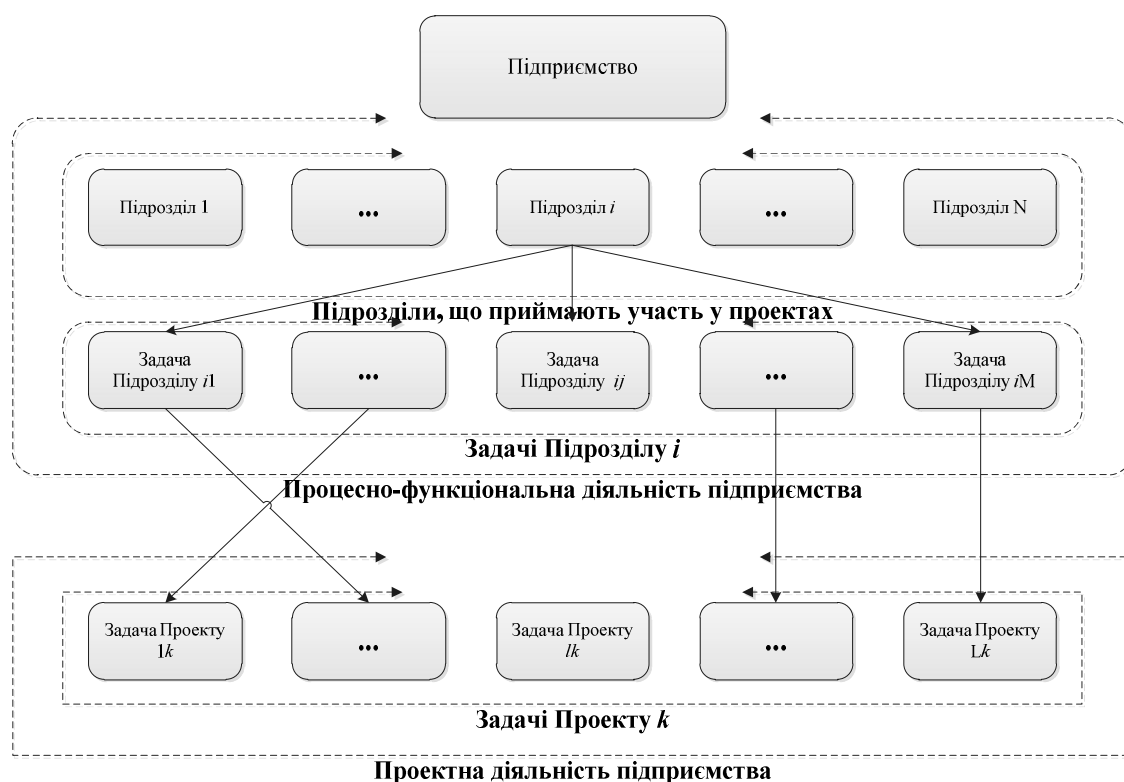 Підприємство
Підрозділ 1
...
Підрозділ i
...
Підрозділ N
Підрозділи, що приймають участь у проектах
Задача
Підрозділу i1
...
Задача
Підрозділу ij
...
Задача
Підрозділу iM
Задачі Підрозділу i
Процесно-функціональна діяльність підприємства
Задача Проекту
1k
...
Задача Проекту
lk
...
Задача Проекту
Lk
Задачі Проекту k
Проектна діяльність підприємства